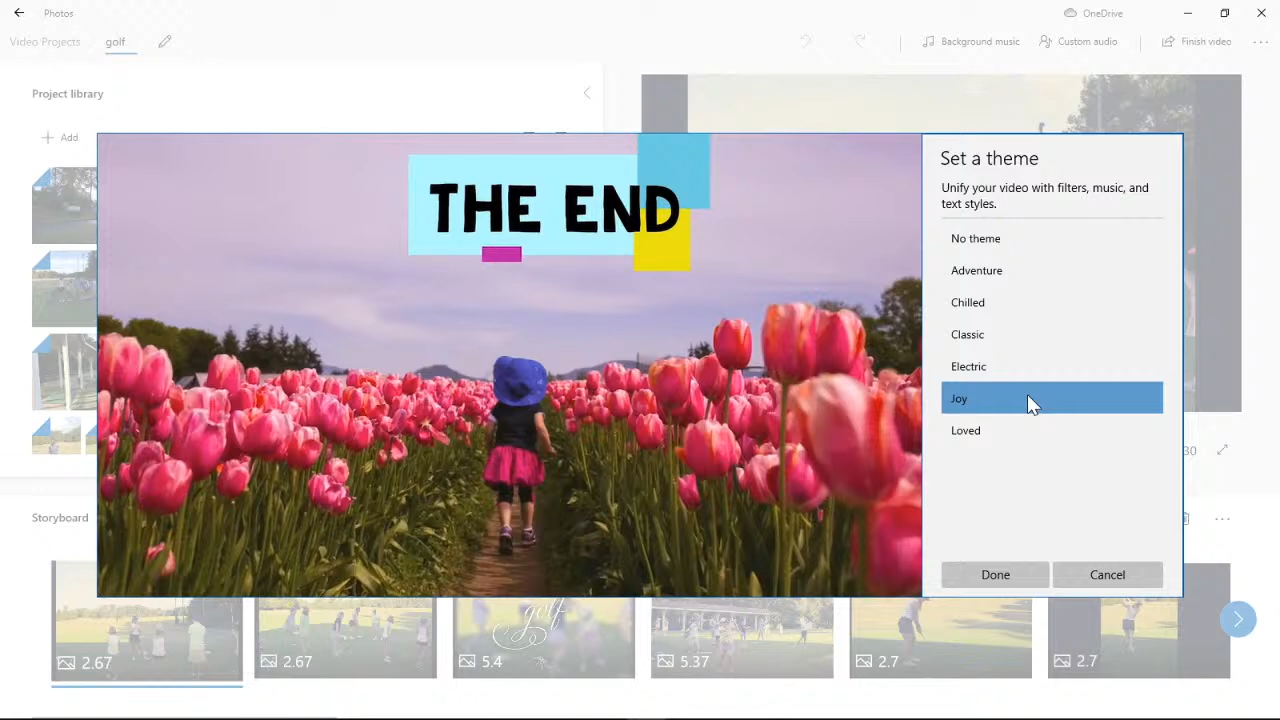 Photos
OneDrive
Video Projects
golf
Background music
Custom audio
Finish video
Project library
Add
THE END
Set a theme
Unify your video with filters, music, and
text styles.
No theme
Adventure
Chilled
Classic
Electric
Joy
Loved
Done
Cancel
30
Storyboard
golf
2.67
2.67
5.4
5.37
2.7
2.7